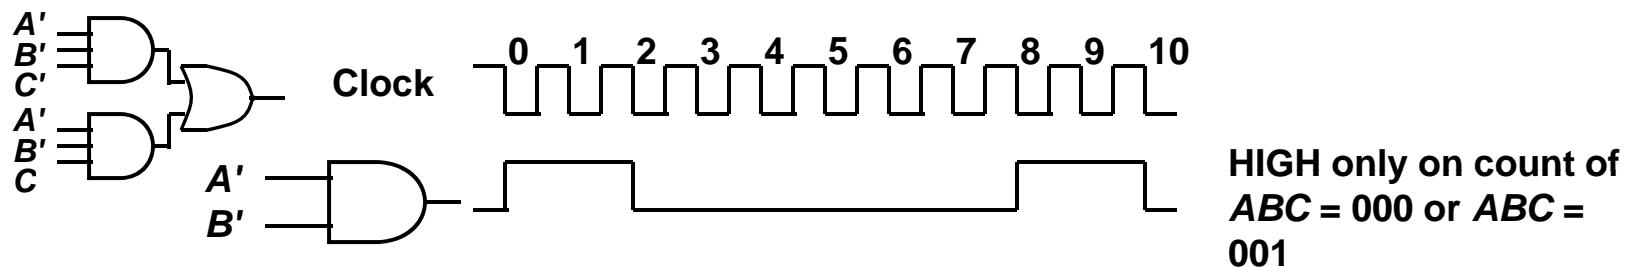 A'
B'
C'
A'
B'
C
Clock
0 1 2 3 4 5 6 7 8 9 10
A'
B'
HIGH only on count of
ABC = 000 or ABC =
001